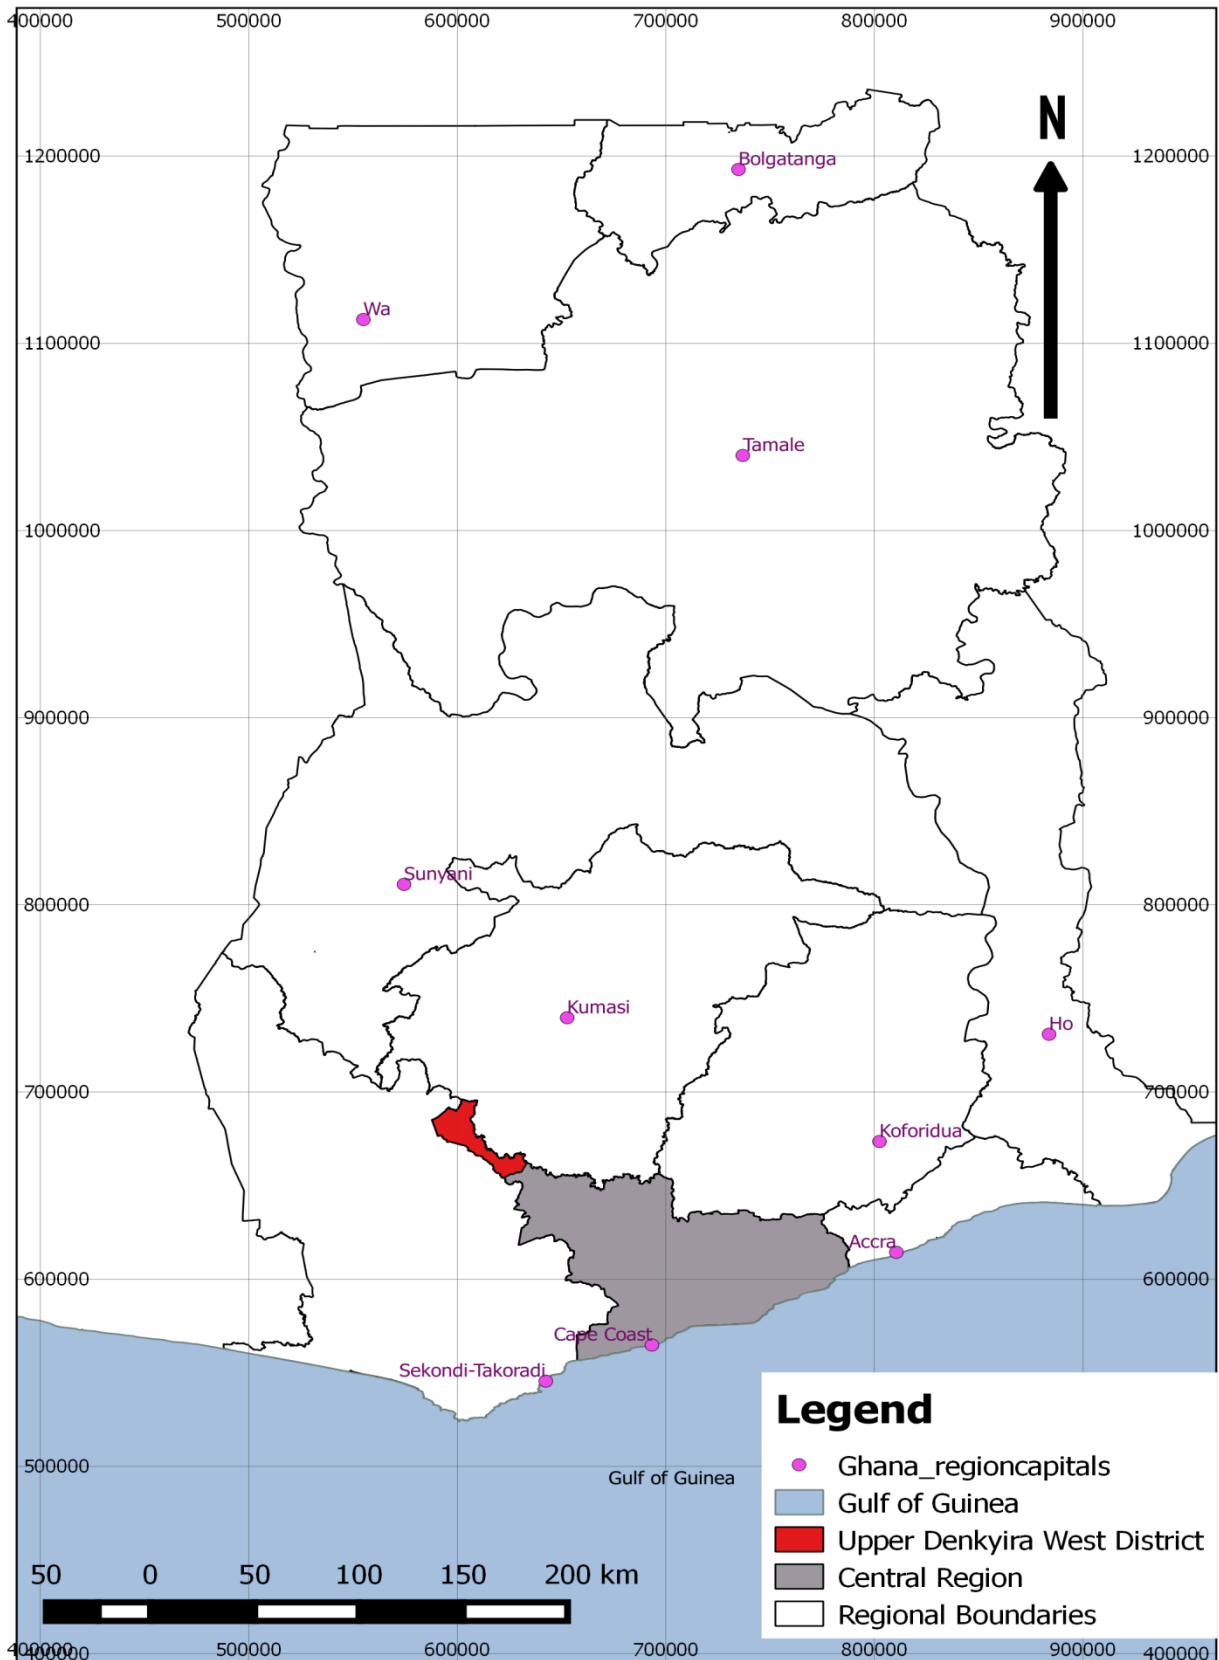 400000 500000 600000 700000 800000 900000
N
Bolgatanga
1200000 1200000
Wa
1100000 1100000
Tamale
1000000 1000000
900000 900000
Sunyani
800000 800000
Kumasi
Ho
700000 700000
Koforidua
Accra
600000 600000
Cape Coast
Sekondi-Takoradi
Legend
500000
Gulf of Guinea
Ghana_regioncapitals
Gulf of Guinea
Upper Denkyira West District
50 0 50 100 150 200 km
Central Region
Regional Boundaries
400000 500000 600000 700000 800000 900000
400000 400000